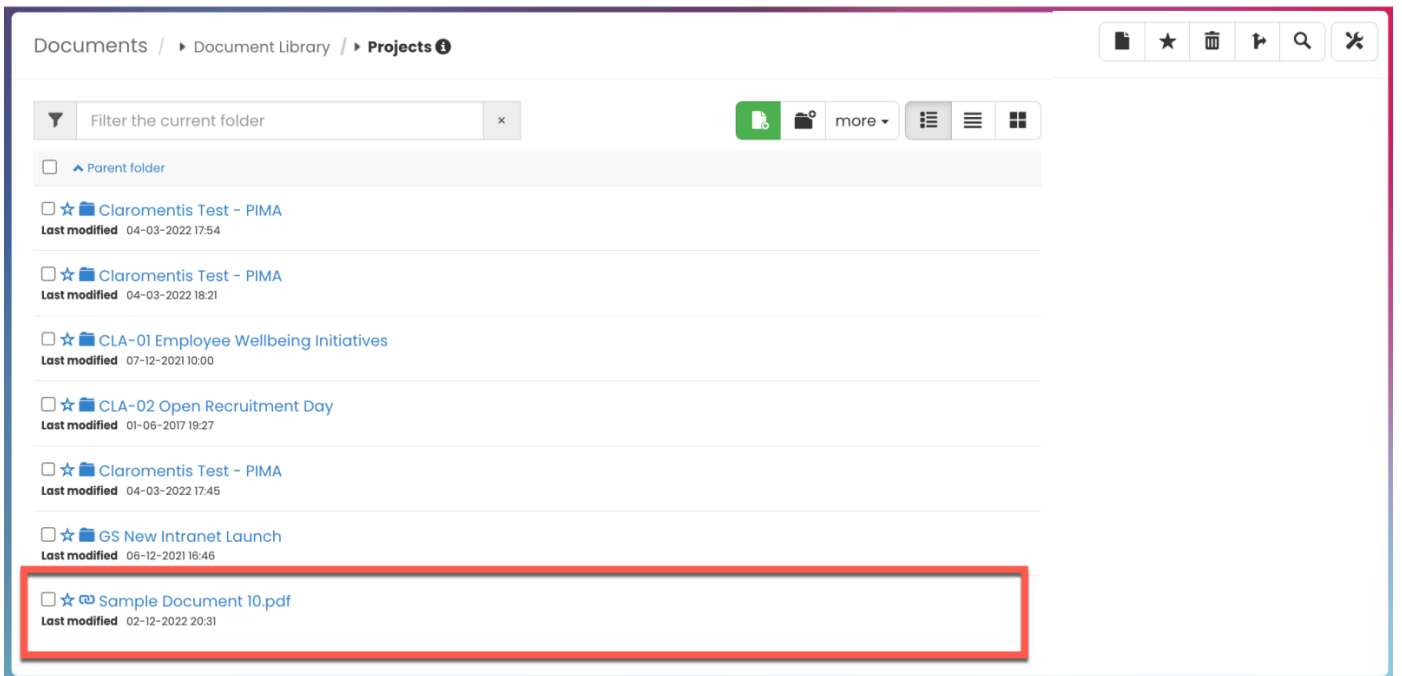 Documents / Document Library / Projects
Filter the current folder ×
more
Parent folder
Claromentis Test - PIMA
Last modified 04-03-2022 17:54
Claromentis Test - PIMA
Last modified 04-03-2022 18:21
CLA-01 Employee Wellbeing Initiatives
Last modified 07-12-2021 10:00
CLA-02 Open Recruitment Day
Last modified 01-06-2017 19:27
Claromentis Test - PIMA
Last modified 04-03-2022 17:45
GS New Intranet Launch
Last modified 06-12-2021 16:46
Sample Document 10.pdf
Last modified 02-12-2022 20:31